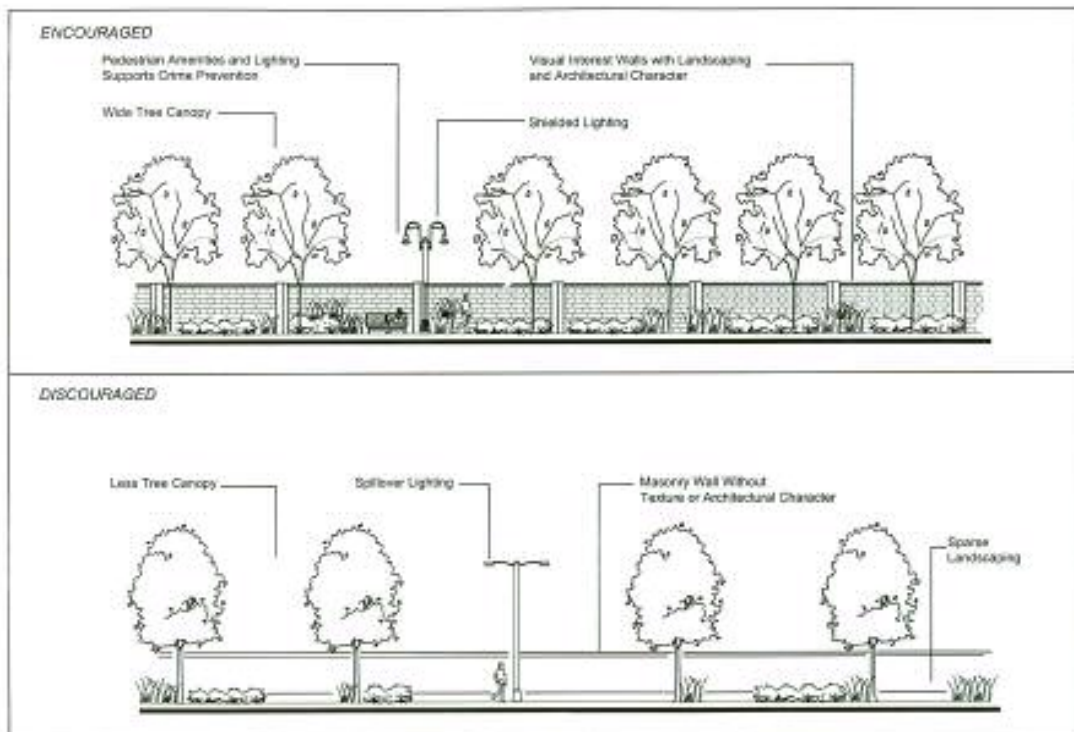 ENCOURAGED
Pedestrian Amenities and Lighting
Supports Crime Prevention
Visual Interest Walls with Landscaping
and Architectural Character
Wide Tree Canopy
Shielded Lighting
DISCOURAGED
Less Tree Canopy
Spillover Lighting
Masonry Wall Without
Texture or Architectural Character
Sparse
Landscaping